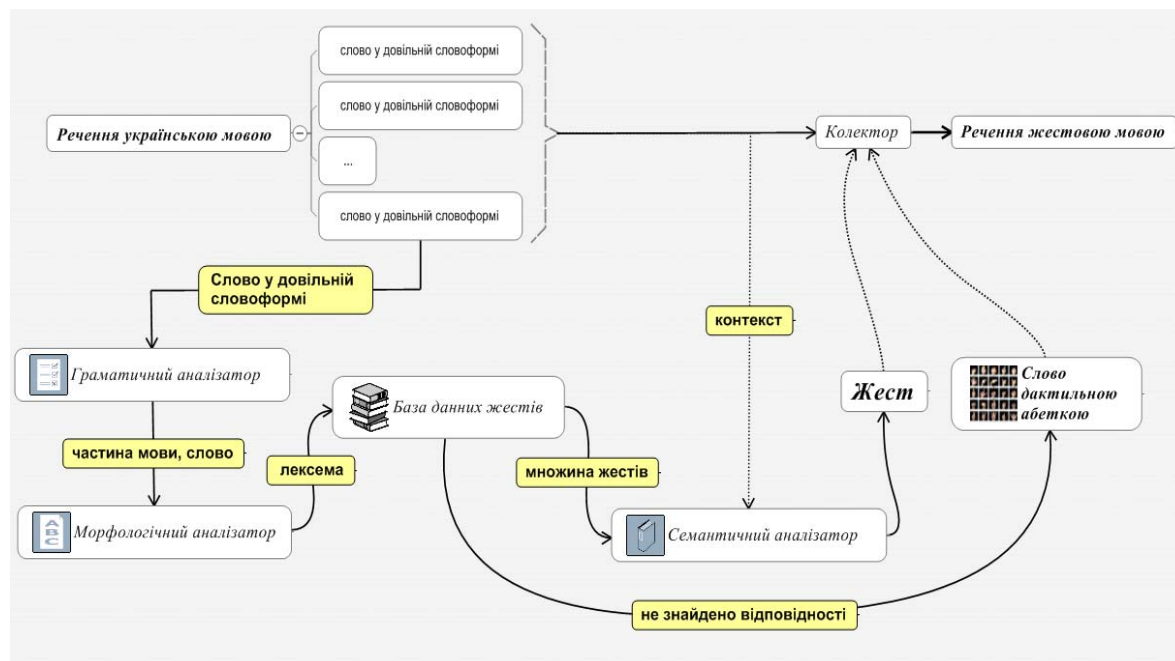 слово у довільній словоформі
слово у довільній словоформі
Речення українською мовою
...
слово у довільній словоформі
Колектор
Речення жестовою мовою
Слово у довільній
словоформі
контекст
Граматичний аналізатор
База данних жестів
Жест
Слово
дактильною
абеткою
частина мови, слово
лексема
множина жестів
ABC
Морфологічний аналізатор
Семантичний аналізатор
не знайдено відповідності